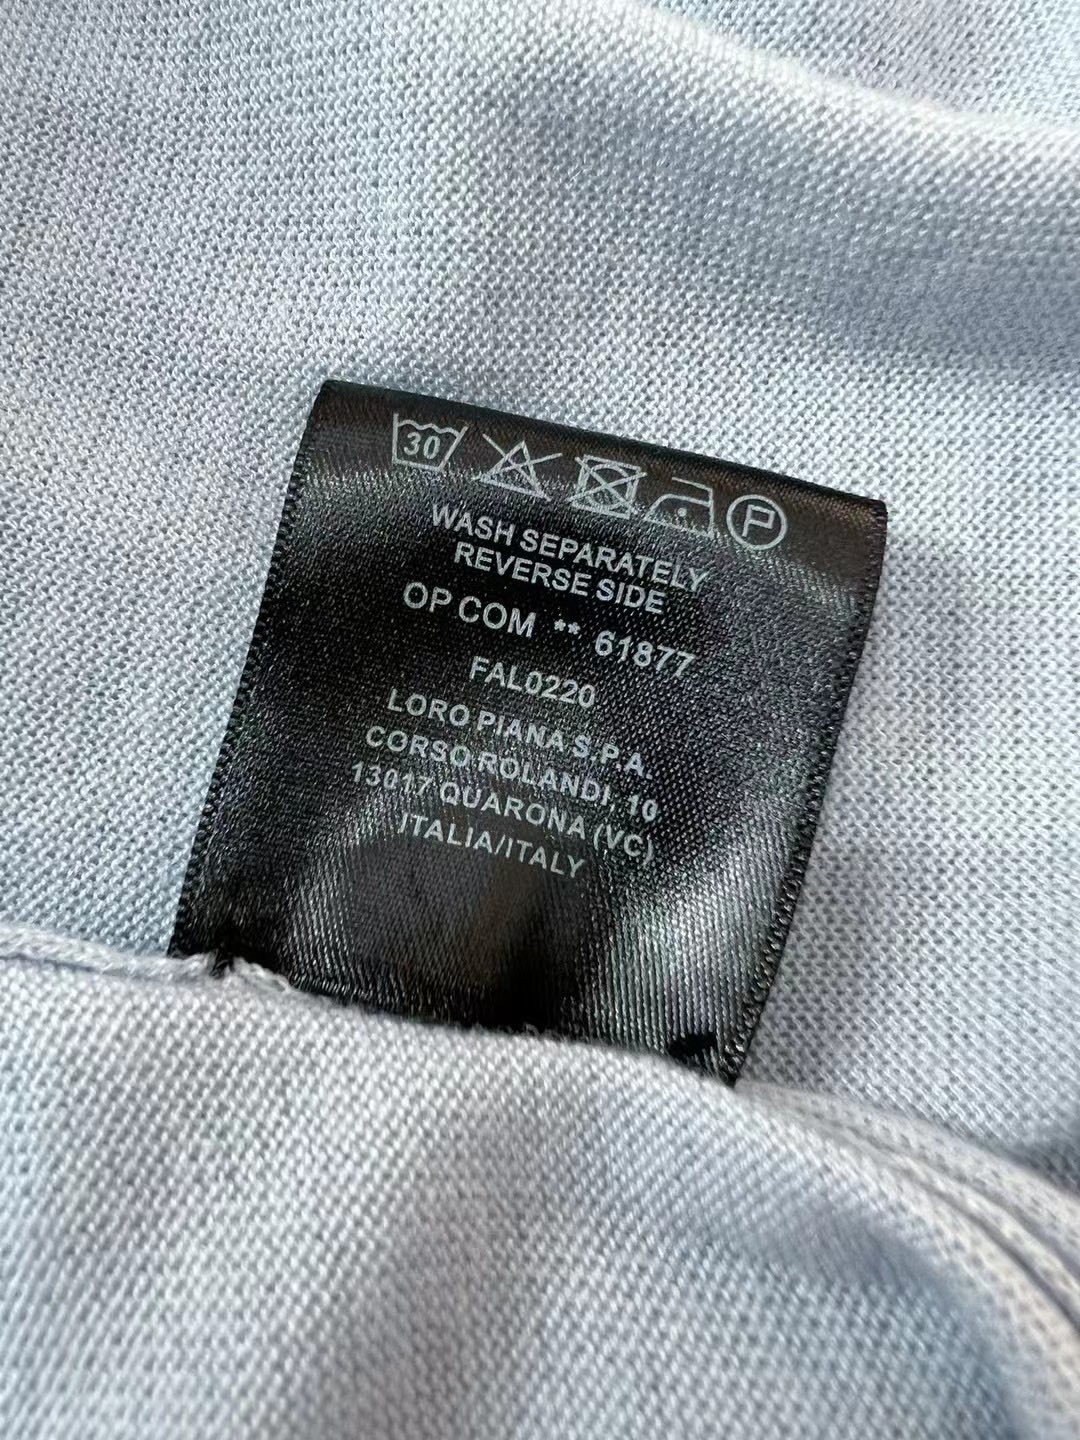 30
P
WASH SEPARATELY
REVERSE SIDE
OP COM ** 61877
FAL0220
LORO PIANA S.P.A.
CORSO ROLANDI, 10
13017 QUARONA (VC)
ITALIA/ITALY